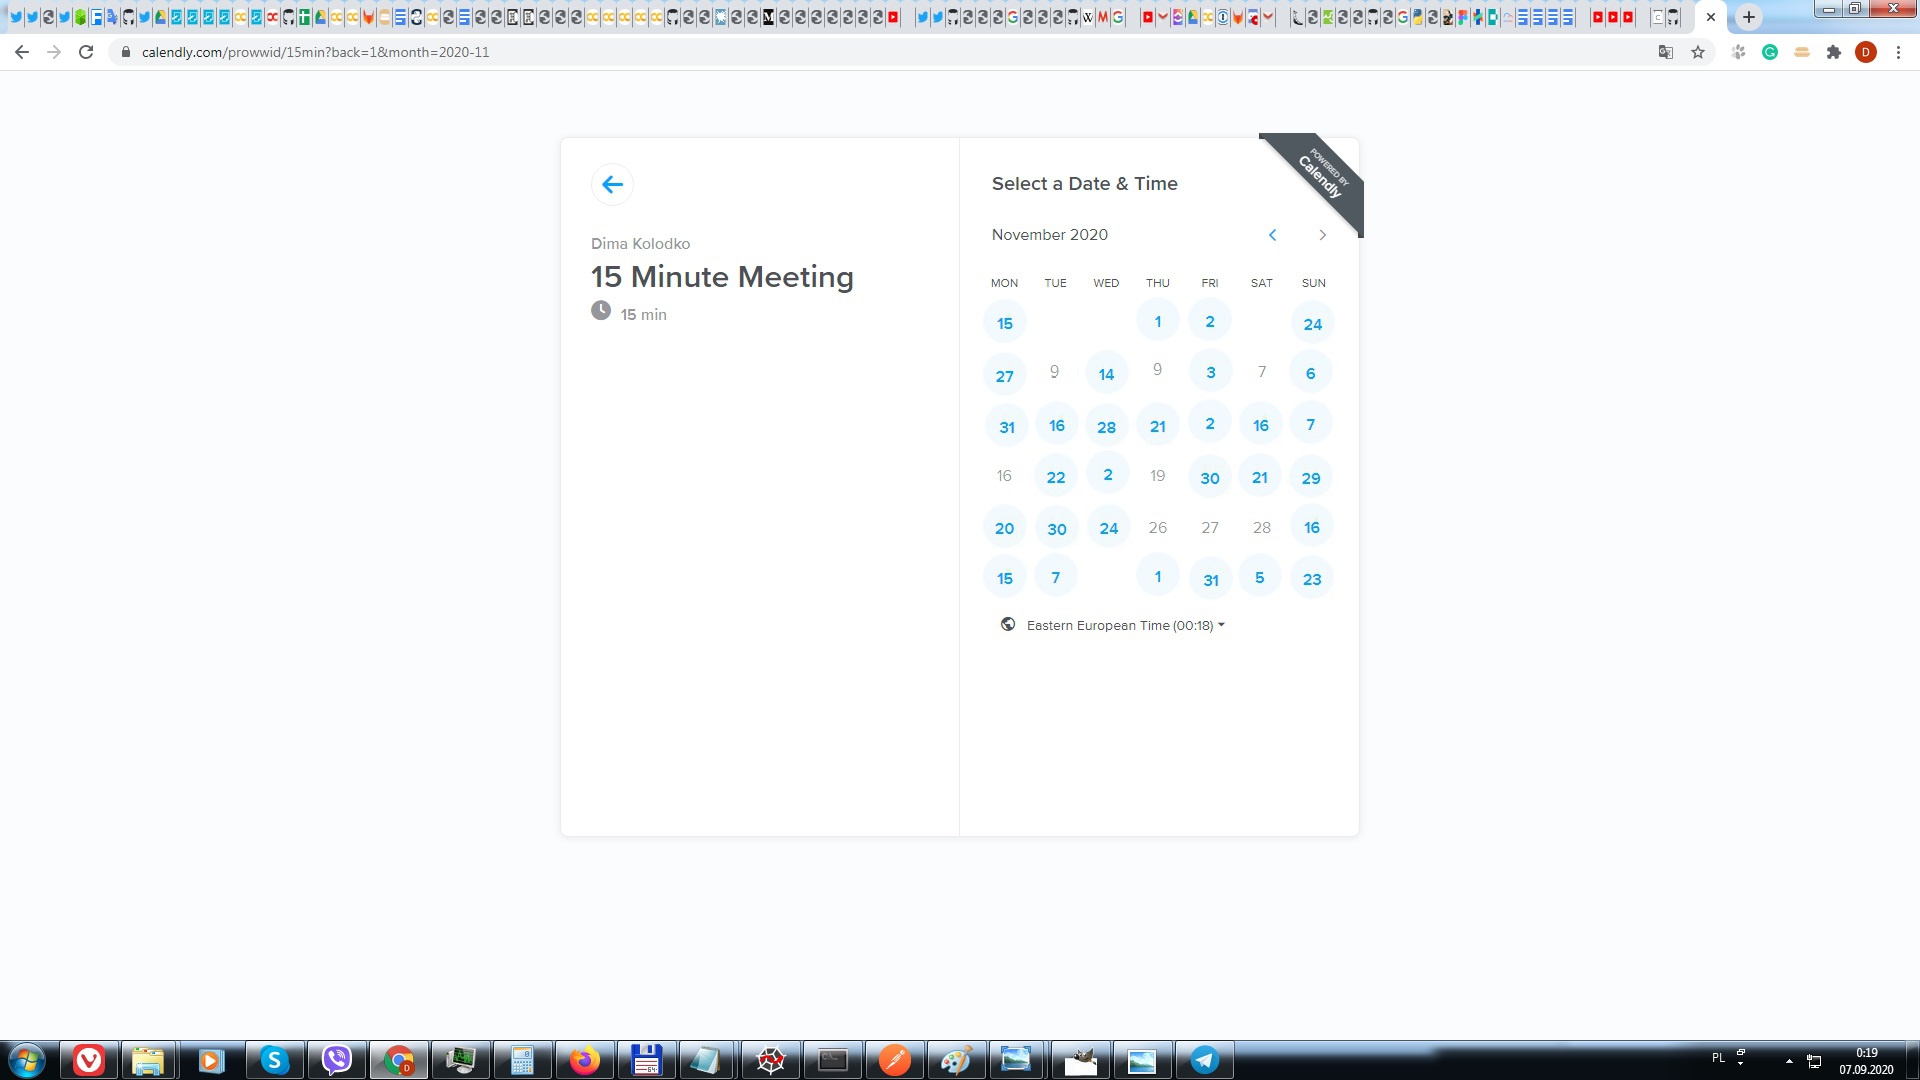 calendly.com/prowwid/15min?back=1&month=2020-11
D
POWERED BY
Calendly
Select a Date & Time
November 2020
Dima Kolodko
15 Minute Meeting
15 min
MON TUE WED THU FRI SAT SUN
15 1 2 24
27 9 14 9 3 7 6
31 16 28 21 2 16 7
16 22 2 19 30 21 29
20 30 24 26 27 28 16
15 7 1 31 5 23
Eastern European Time (00:18)
PL
0:19
07.09.2020